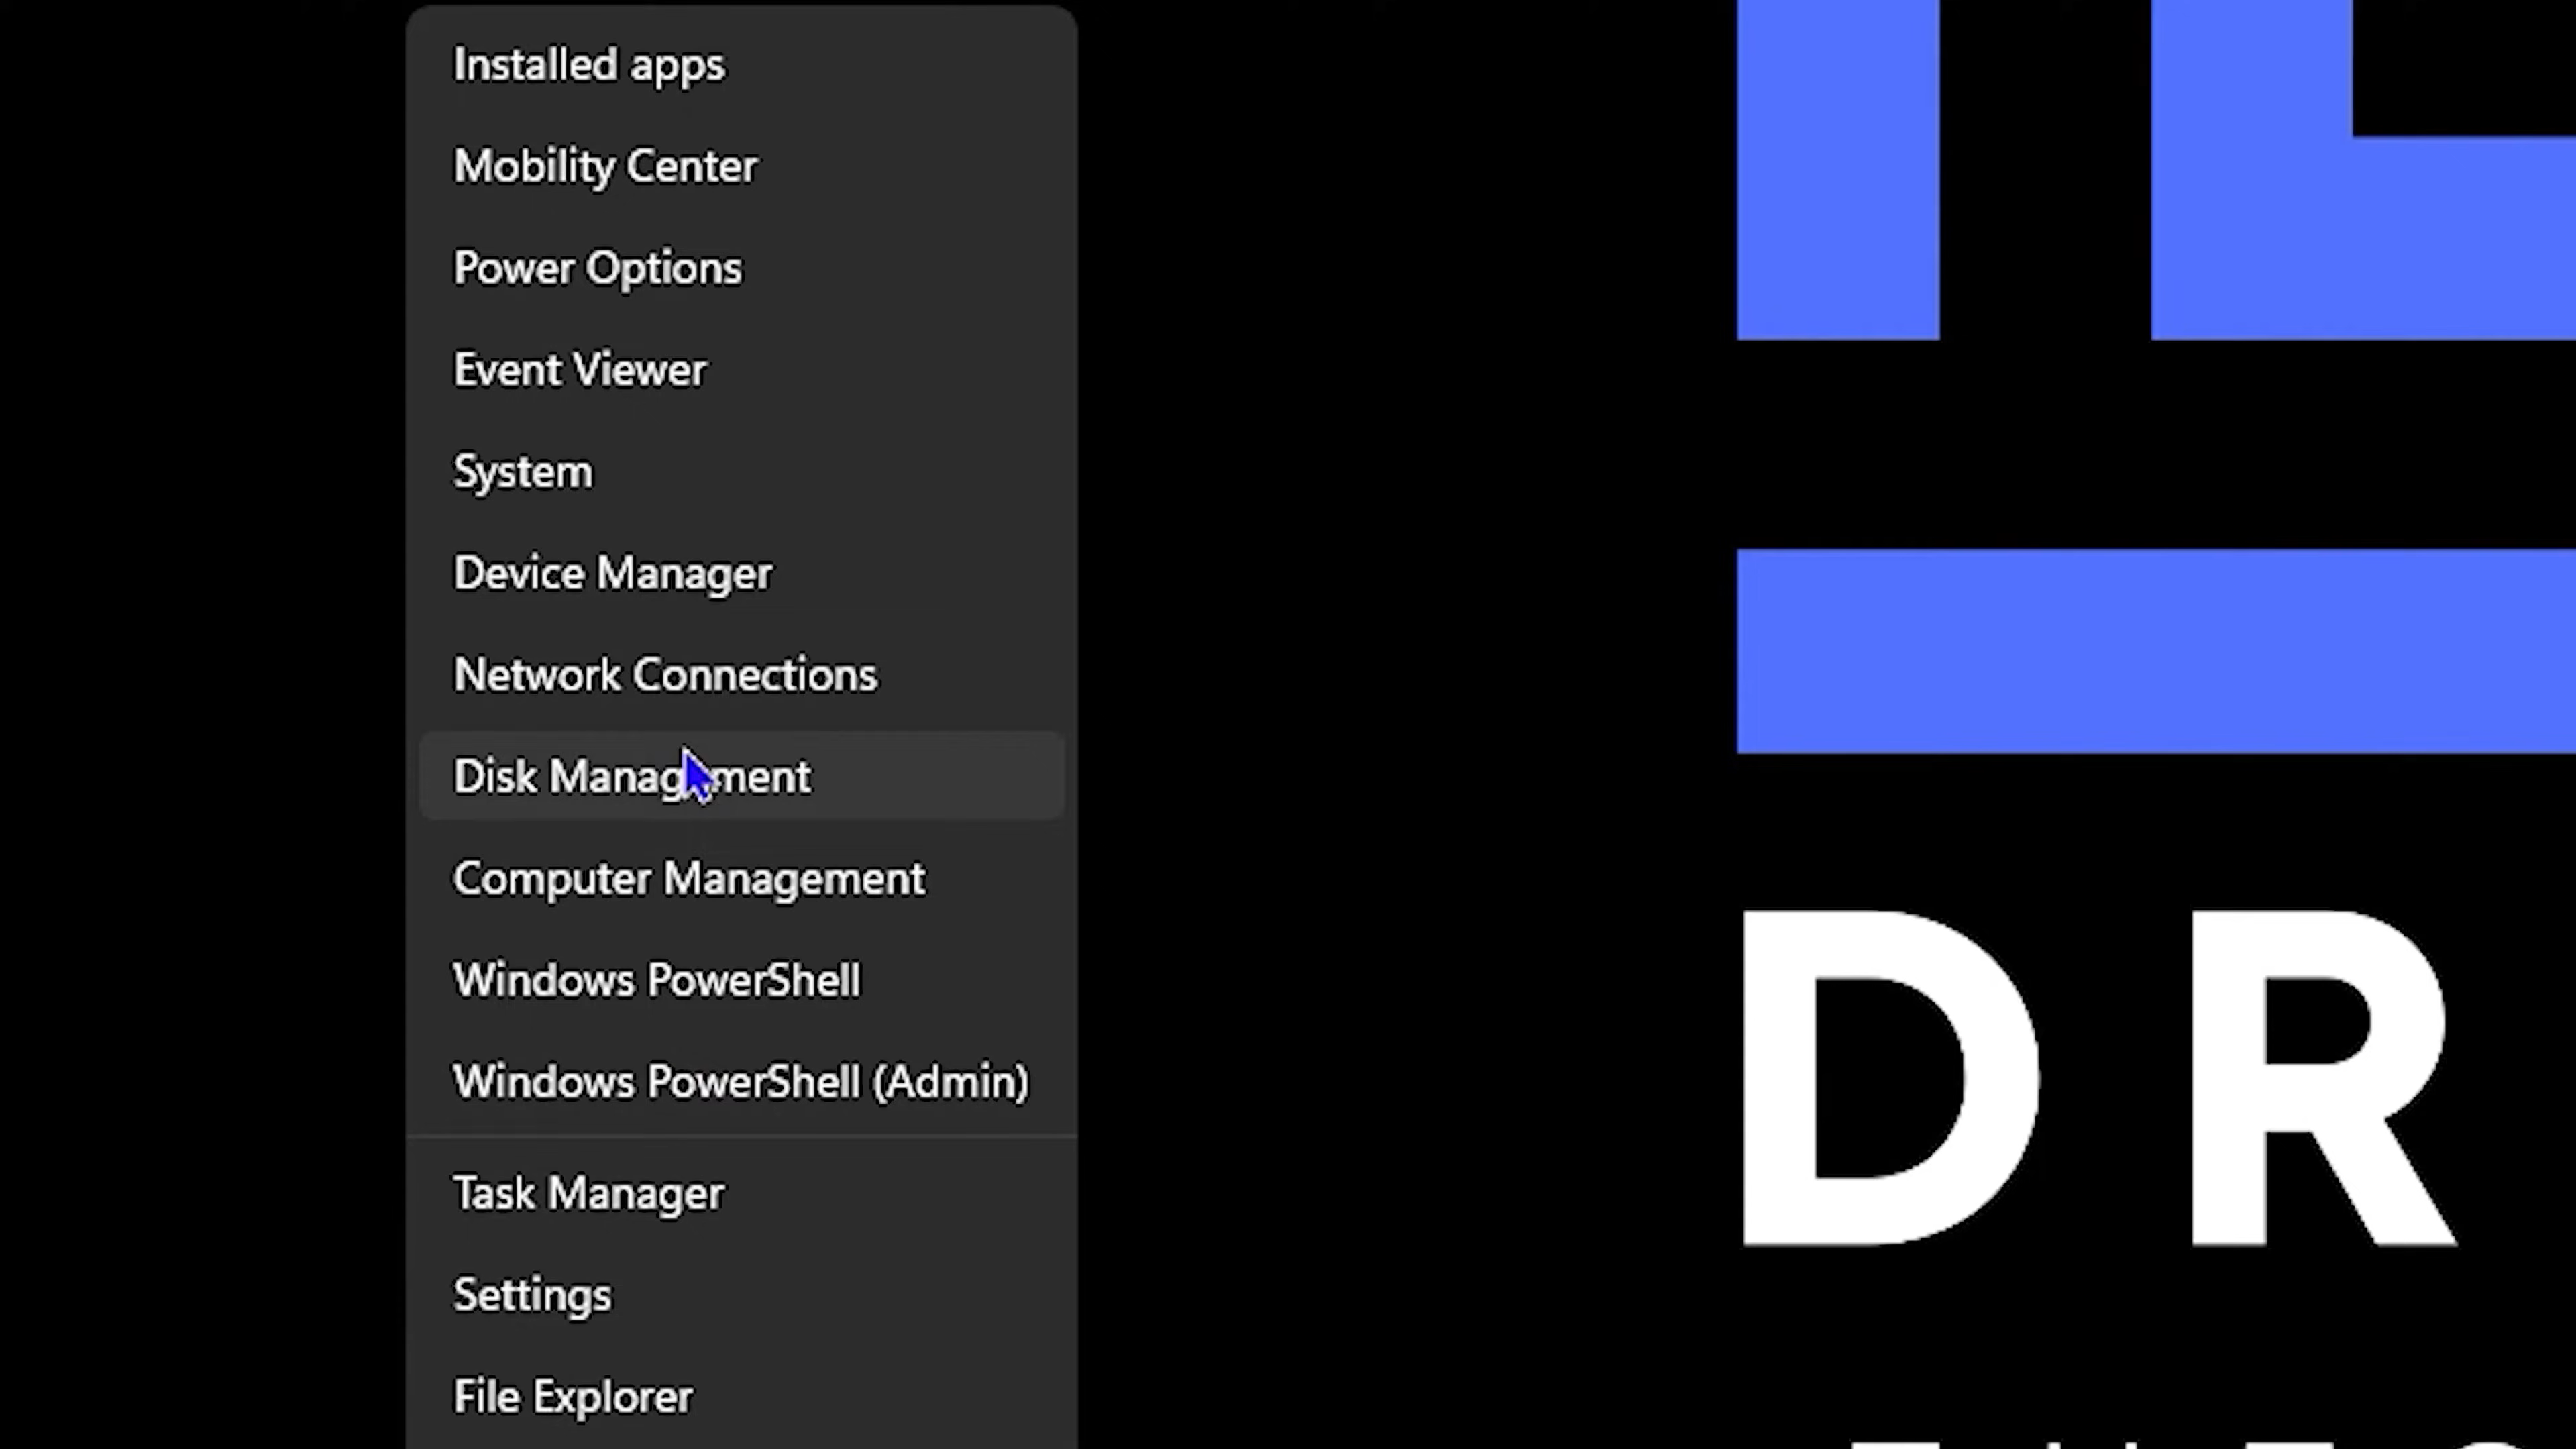 Installed apps
Mobility Center
Power Options
Event Viewer
System
Device Manager
Network Connections
Disk Management
Computer Management
Windows PowerShell
Windows PowerShell (Admin)
Task Manager
Settings
File Explorer
D R